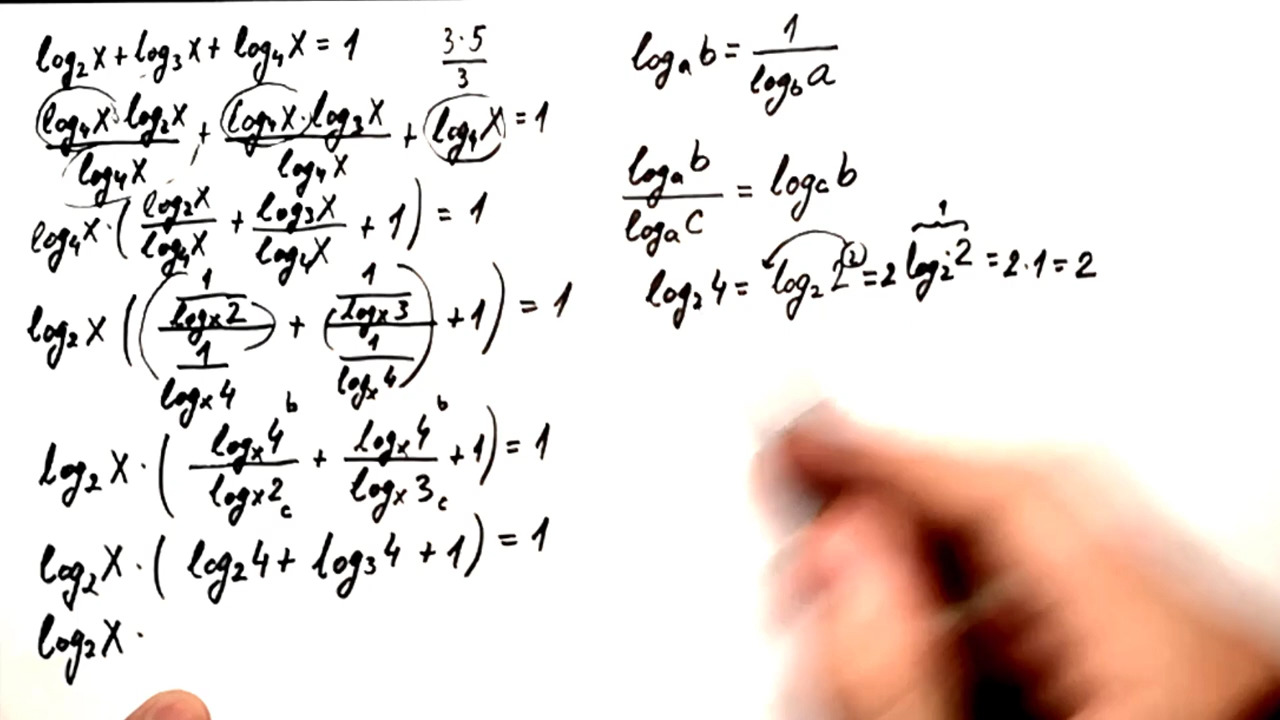 log₂x + log₃x + log₄x = 1
3·5/3
(log₄x · log₂x)/(log₄x) + (log₄x · log₃x)/(log₄x) + log₄x = 1
log₄x · (log₂x/log₄x + log₃x/log₄x + 1) = 1
log₂x ((1/logₓ2)/(1/logₓ4) + (1/logₓ3)/(1/logₓ4) + 1) = 1
log₂x · (logₓ4 b/logₓ2 c + logₓ4 b/logₓ3 c + 1) = 1
log₂x · (log₂4 + log₃4 + 1) = 1
log₂x ·
logₐb = 1/(log_b a)
logₐb/logₐc = log_c b
1
log₂4 = log₂2² = 2 log₂2 = 2·1 = 2